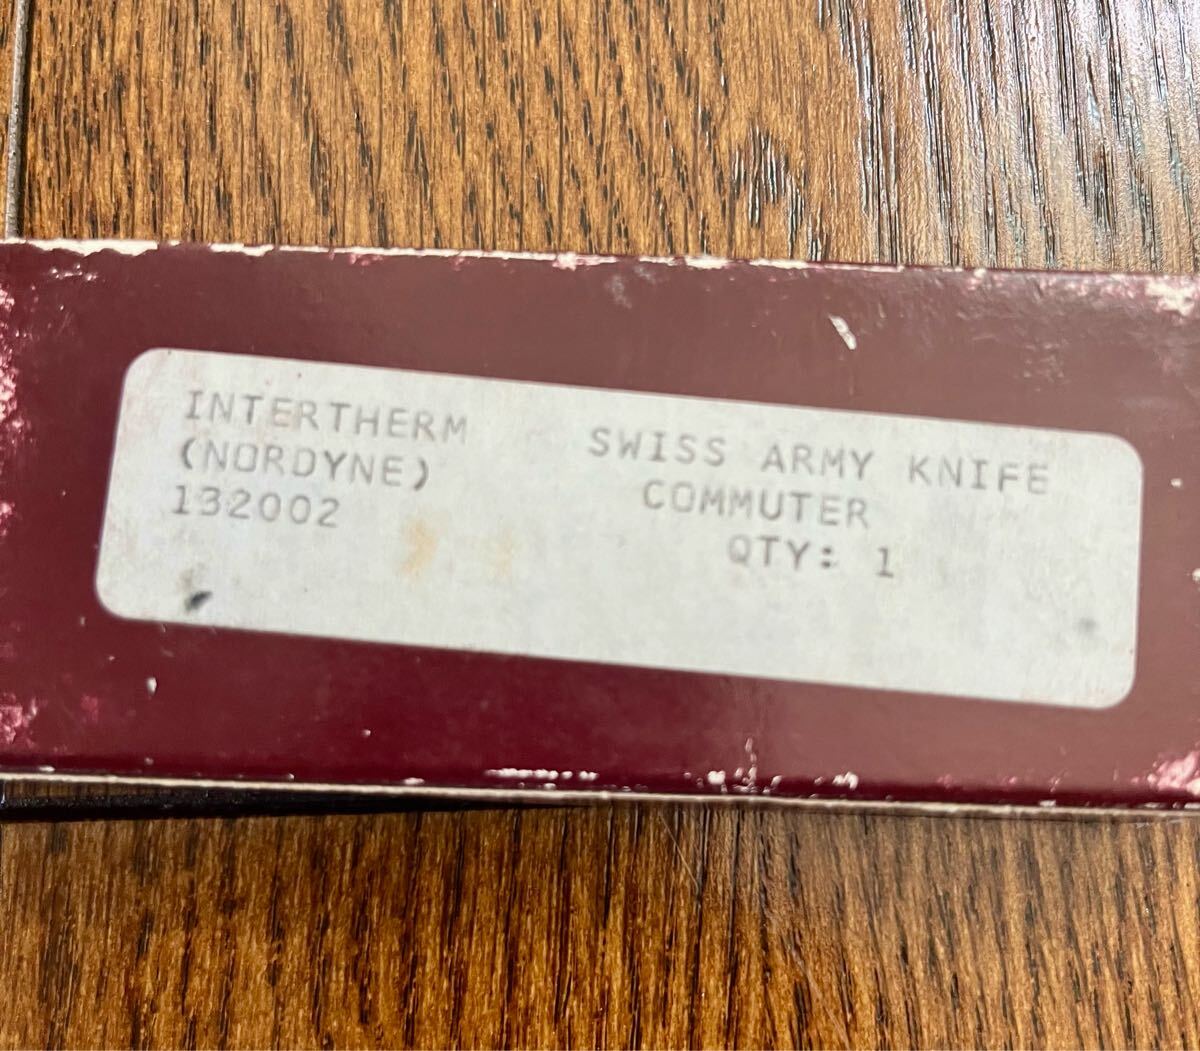 INTERTHERM
(NORDYNE)
132002
SWISS ARMY KNIFE
COMMUTER
QTY: 1